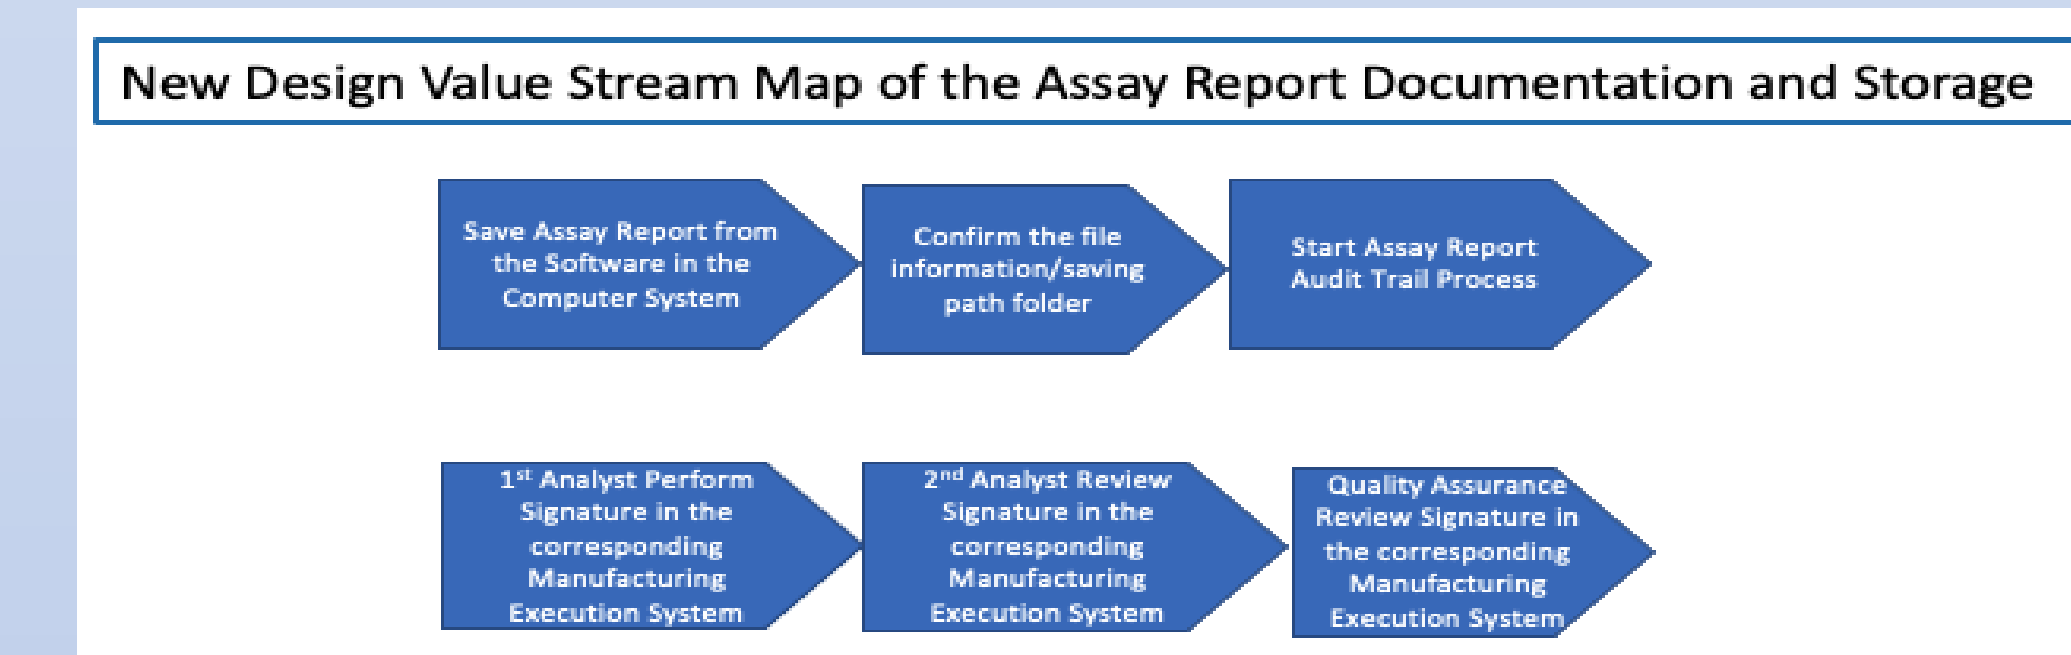 New Design Value Stream Map of the Assay Report Documentation and Storage
Save Assay Report from
the Software in the
Computer System
Confirm the file
information/saving
path folder
Start Assay Report
Audit Trail Process
1st Analyst Perform
Signature in the
corresponding
Manufacturing
Execution System
2nd Analyst Review
Signature in the
corresponding
Manufacturing
Execution System
Quality Assurance
Review Signature in
the corresponding
Manufacturing
Execution System